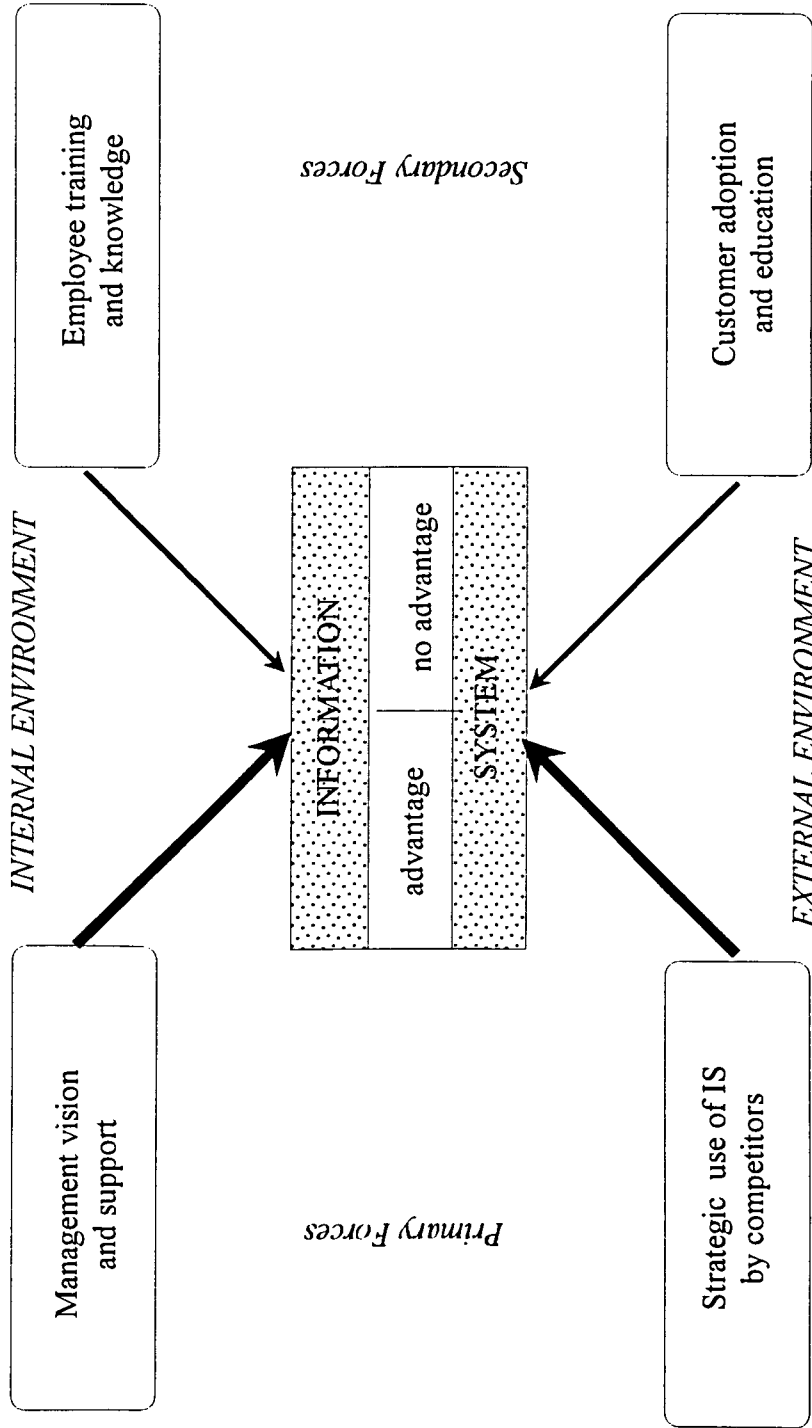 INTERNAL ENVIRONMENT
Management vision
and support
Employee training
and knowledge
Primary Forces
INFORMATION
advantage
no advantage
SYSTEM
Secondary Forces
Strategic use of IS
by competitors
Customer adoption
and education
EXTERNAL ENVIRONMENT